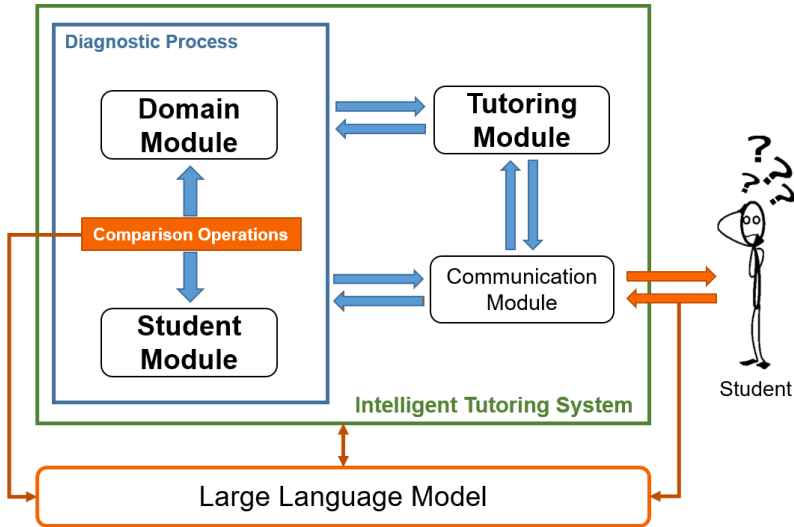 Diagnostic Process
Domain
Module
Tutoring
Module
Comparison Operations
Communication
Module
Student
Module
Intelligent Tutoring System
? ? ? ?
Student
Large Language Model